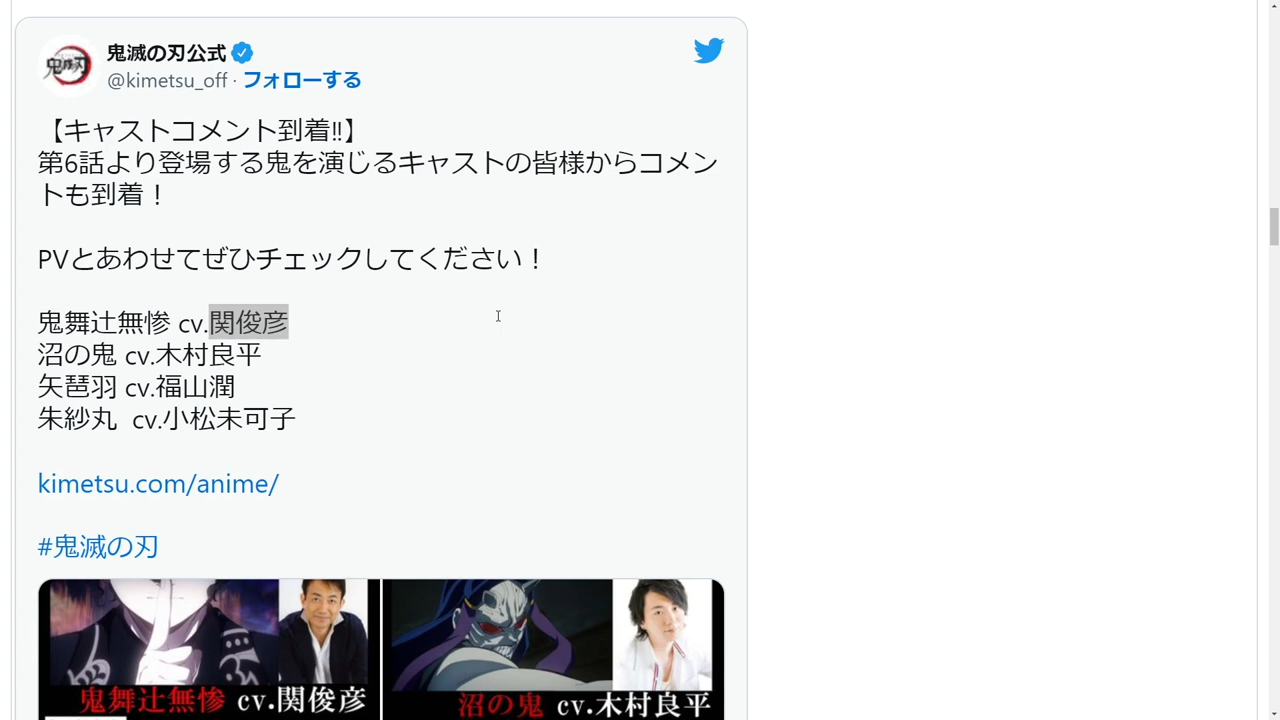 鬼滅の刃公式
@kimetsu_off · フォローする
【キャストコメント到着‼】
第6話より登場する鬼を演じるキャストの皆様からコメン
トも到着！
PVとあわせてぜひチェックしてください！
鬼舞辻無惨 cv.関俊彦
沼の鬼 cv.木村良平
矢琶羽 cv.福山潤
朱紗丸 cv.小松未可子
kimetsu.com/anime/
#鬼滅の刃
鬼舞辻無惨 cv.関俊彦
沼の鬼 cv.木村良平